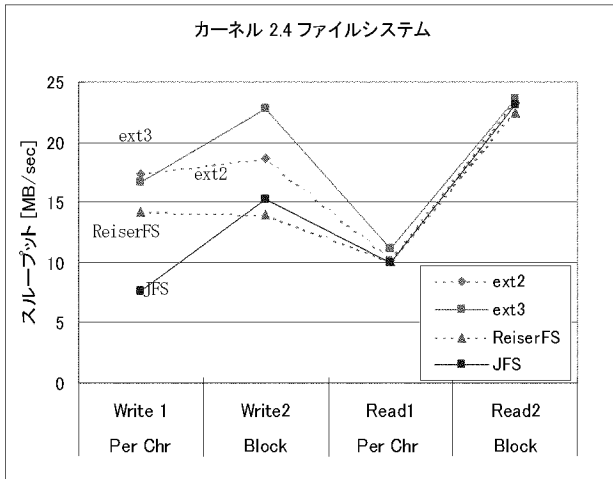 カーネル 2.4 ファイルシステム
スループット [MB/sec]
25
20
15
10
5
0
ext3
ext2
ReiserFS
JFS
ext2
ext3
ReiserFS
JFS
Write 1 Write2 Read1 Read2
Per Chr Block Per Chr Block